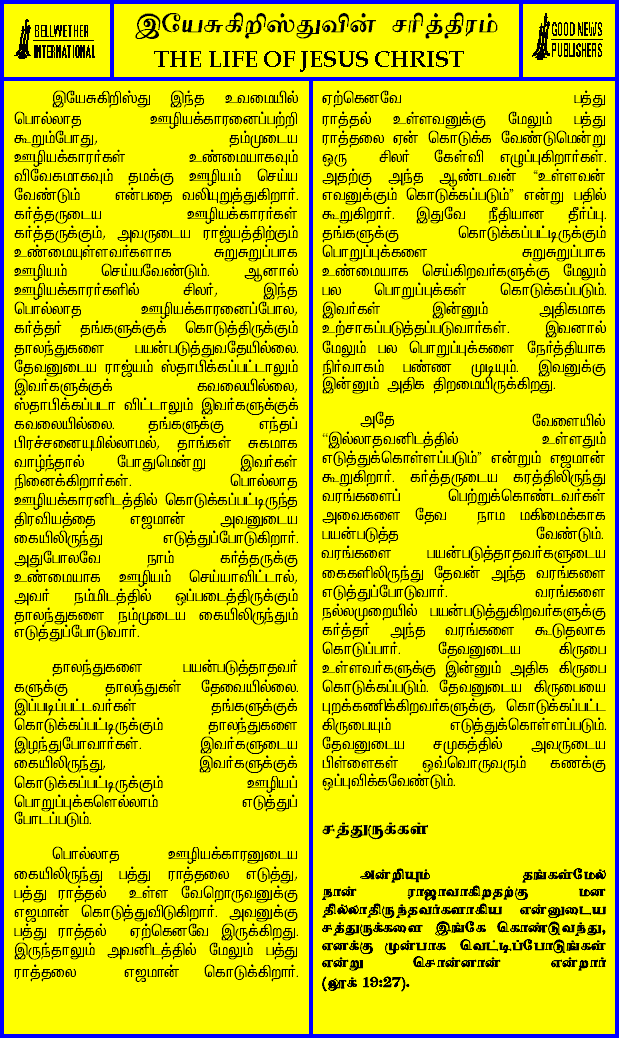 BELLWETHER
INTERNATIONAL
இயேசுகிறிஸ்துவின் சரித்திரம்
THE LIFE OF JESUS CHRIST
GOOD NEWS
PUBLISHERS
இயேசுகிறிஸ்து இந்த உவமையில்
பொல்லாத ஊழியக்காரனைப்பற்றி
கூறும்போது, தம்முடைய
ஊழியக்காரர்கள் உண்மையாகவும்
விவேகமாகவும் தமக்கு ஊழியம் செய்ய
வேண்டும் என்பதை வலியுறுத்துகிறார்.
கர்த்தருடைய ஊழியக்காரர்கள்
கர்த்தருக்கும், அவருடைய ராஜ்யத்திற்கும்
உண்மையுள்ளவர்களாக சுறுசுறுப்பாக
ஊழியம் செய்யவேண்டும். ஆனால்
ஊழியக்காரர்களில் சிலர், இந்த
பொல்லாத ஊழியக்காரனைப்போல,
கர்த்தர் தங்களுக்குக் கொடுத்திருக்கும்
தாலந்துகளை பயன்படுத்துவதேயில்லை.
தேவனுடைய ராஜ்யம் ஸ்தாபிக்கப்பட்டாலும்
இவர்களுக்குக் கவலையில்லை,
ஸ்தாபிக்கப்படா விட்டாலும் இவர்களுக்குக்
கவலையில்லை. தங்களுக்கு எந்தப்
பிரச்சனையுமில்லாமல், தாங்கள் சுகமாக
வாழ்ந்தால் போதுமென்று இவர்கள்
நினைக்கிறார்கள். பொல்லாத
ஊழியக்காரனிடத்தில் கொடுக்கப்பட்டிருந்த
திரவியத்தை எஜமான் அவனுடைய
கையிலிருந்து எடுத்துப்போடுகிறார்.
அதுபோலவே நாம் கர்த்தருக்கு
உண்மையாக ஊழியம் செய்யாவிட்டால்,
அவர் நம்மிடத்தில் ஒப்படைத்திருக்கும்
தாலந்துகளை நம்முடைய கையிலிருந்தும்
எடுத்துப்போடுவார்.
தாலந்துகளை பயன்படுத்தாதவர்
களுக்கு தாலந்துகள் தேவையில்லை.
இப்படிப்பட்டவர்கள் தங்களுக்குக்
கொடுக்கப்பட்டிருக்கும் தாலந்துகளை
இழந்துபோவார்கள். இவர்களுடைய
கையிலிருந்து, இவர்களுக்குக்
கொடுக்கப்பட்டிருக்கும் ஊழியப்
பொறுப்புக்களெல்லாம் எடுத்துப்
போடப்படும்.
பொல்லாத ஊழியக்காரனுடைய
கையிலிருந்து பத்து ராத்தலை எடுத்து,
பத்து ராத்தல் உள்ள வேறொருவனுக்கு
எஜமான் கொடுத்துவிடுகிறார். அவனுக்கு
பத்து ராத்தல் ஏற்கெனவே இருக்கிறது.
இருந்தாலும் அவனிடத்தில் மேலும் பத்து
ராத்தலை எஜமான் கொடுக்கிறார்.
ஏற்கெனவே பத்து
ராத்தல் உள்ளவனுக்கு மேலும் பத்து
ராத்தலை ஏன் கொடுக்க வேண்டுமென்று
ஒரு சிலர் கேள்வி எழுப்புகிறார்கள்.
அதற்கு அந்த ஆண்டவன் “உள்ளவன்
எவனுக்கும் கொடுக்கப்படும்” என்று பதில்
கூறுகிறார். இதுவே நீதியான தீர்ப்பு.
தங்களுக்கு கொடுக்கப்பட்டிருக்கும்
பொறுப்புக்களை சுறுசுறுப்பாக
உண்மையாக செய்கிறவர்களுக்கு மேலும்
பல பொறுப்புக்கள் கொடுக்கப்படும்.
இவர்கள் இன்னும் அதிகமாக
உற்சாகப்படுத்தப்படுவார்கள். இவனால்
மேலும் பல பொறுப்புக்களை நேர்த்தியாக
நிர்வாகம் பண்ண முடியும். இவனுக்கு
இன்னும் அதிக திறமையிருக்கிறது.
அதே வேளையில்
“இல்லாதவனிடத்தில் உள்ளதும்
எடுத்துக்கொள்ளப்படும்” என்றும் எஜமான்
கூறுகிறார். கர்த்தருடைய கரத்திலிருந்து
வரங்களைப் பெற்றுக்கொண்டவர்கள்
அவைகளை தேவ நாம மகிமைக்காக
பயன்படுத்த வேண்டும்.
வரங்களை பயன்படுத்தாதவர்களுடைய
கைகளிலிருந்து தேவன் அந்த வரங்களை
எடுத்துப்போடுவார். வரங்களை
நல்லமுறையில் பயன்படுத்துகிறவர்களுக்கு
கர்த்தர் அந்த வரங்களை கூடுதலாக
கொடுப்பார். தேவனுடைய கிருபை
உள்ளவர்களுக்கு இன்னும் அதிக கிருபை
கொடுக்கப்படும். தேவனுடைய கிருபையை
புறக்கணிக்கிறவர்களுக்கு, கொடுக்கப்பட்ட
கிருபையும் எடுத்துக்கொள்ளப்படும்.
தேவனுடைய சமுகத்தில் அவருடைய
பிள்ளைகள் ஒவ்வொருவரும் கணக்கு
ஒப்புவிக்கவேண்டும்.
சத்துருக்கள்
அன்றியும் தங்கள்மேல்
நான் ராஜாவாகிறதற்கு மன
தில்லாதிருந்தவர்களாகிய என்னுடைய
சத்துருக்களை இங்கே கொண்டுவந்து,
எனக்கு முன்பாக வெட்டிப்போடுங்கள்
என்று சொன்னான் என்றார்
(லூக் 19:27).